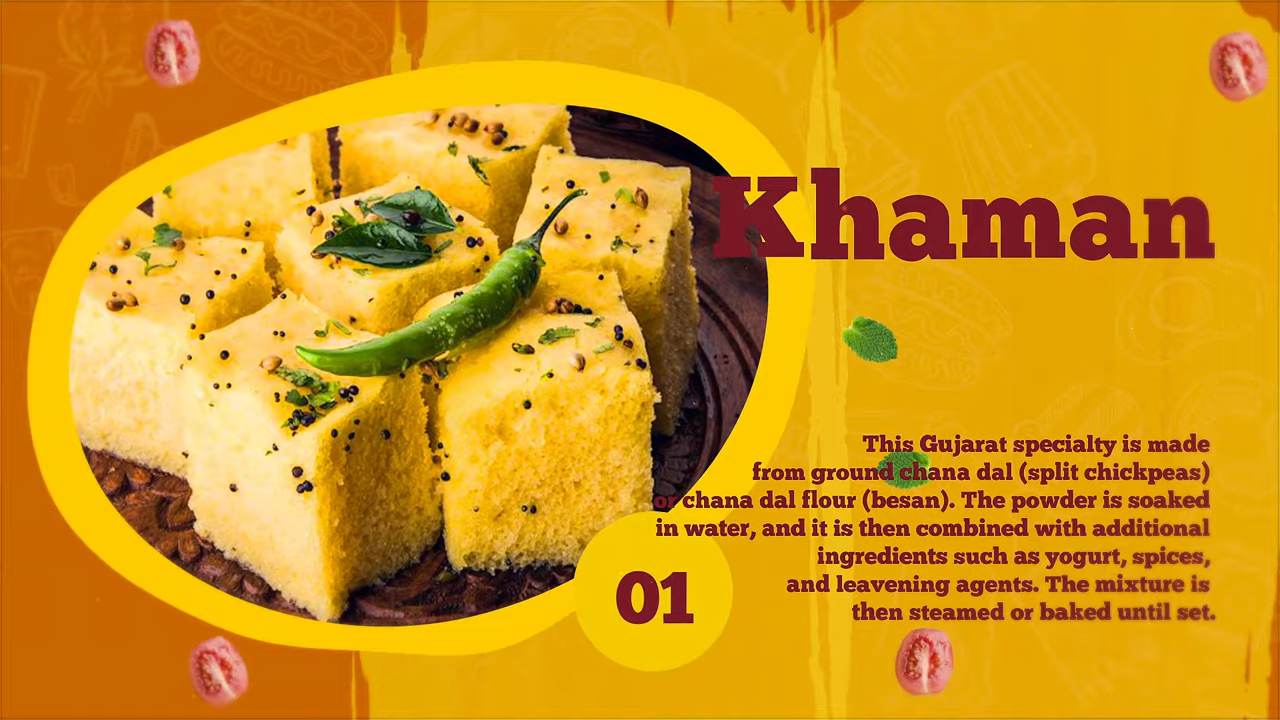 Khaman
This Gujarat specialty is made
from ground chana dal (split chickpeas)
or chana dal flour (besan). The powder is soaked
in water, and it is then combined with additional
ingredients such as yogurt, spices,
and leavening agents. The mixture is
then steamed or baked until set.
01